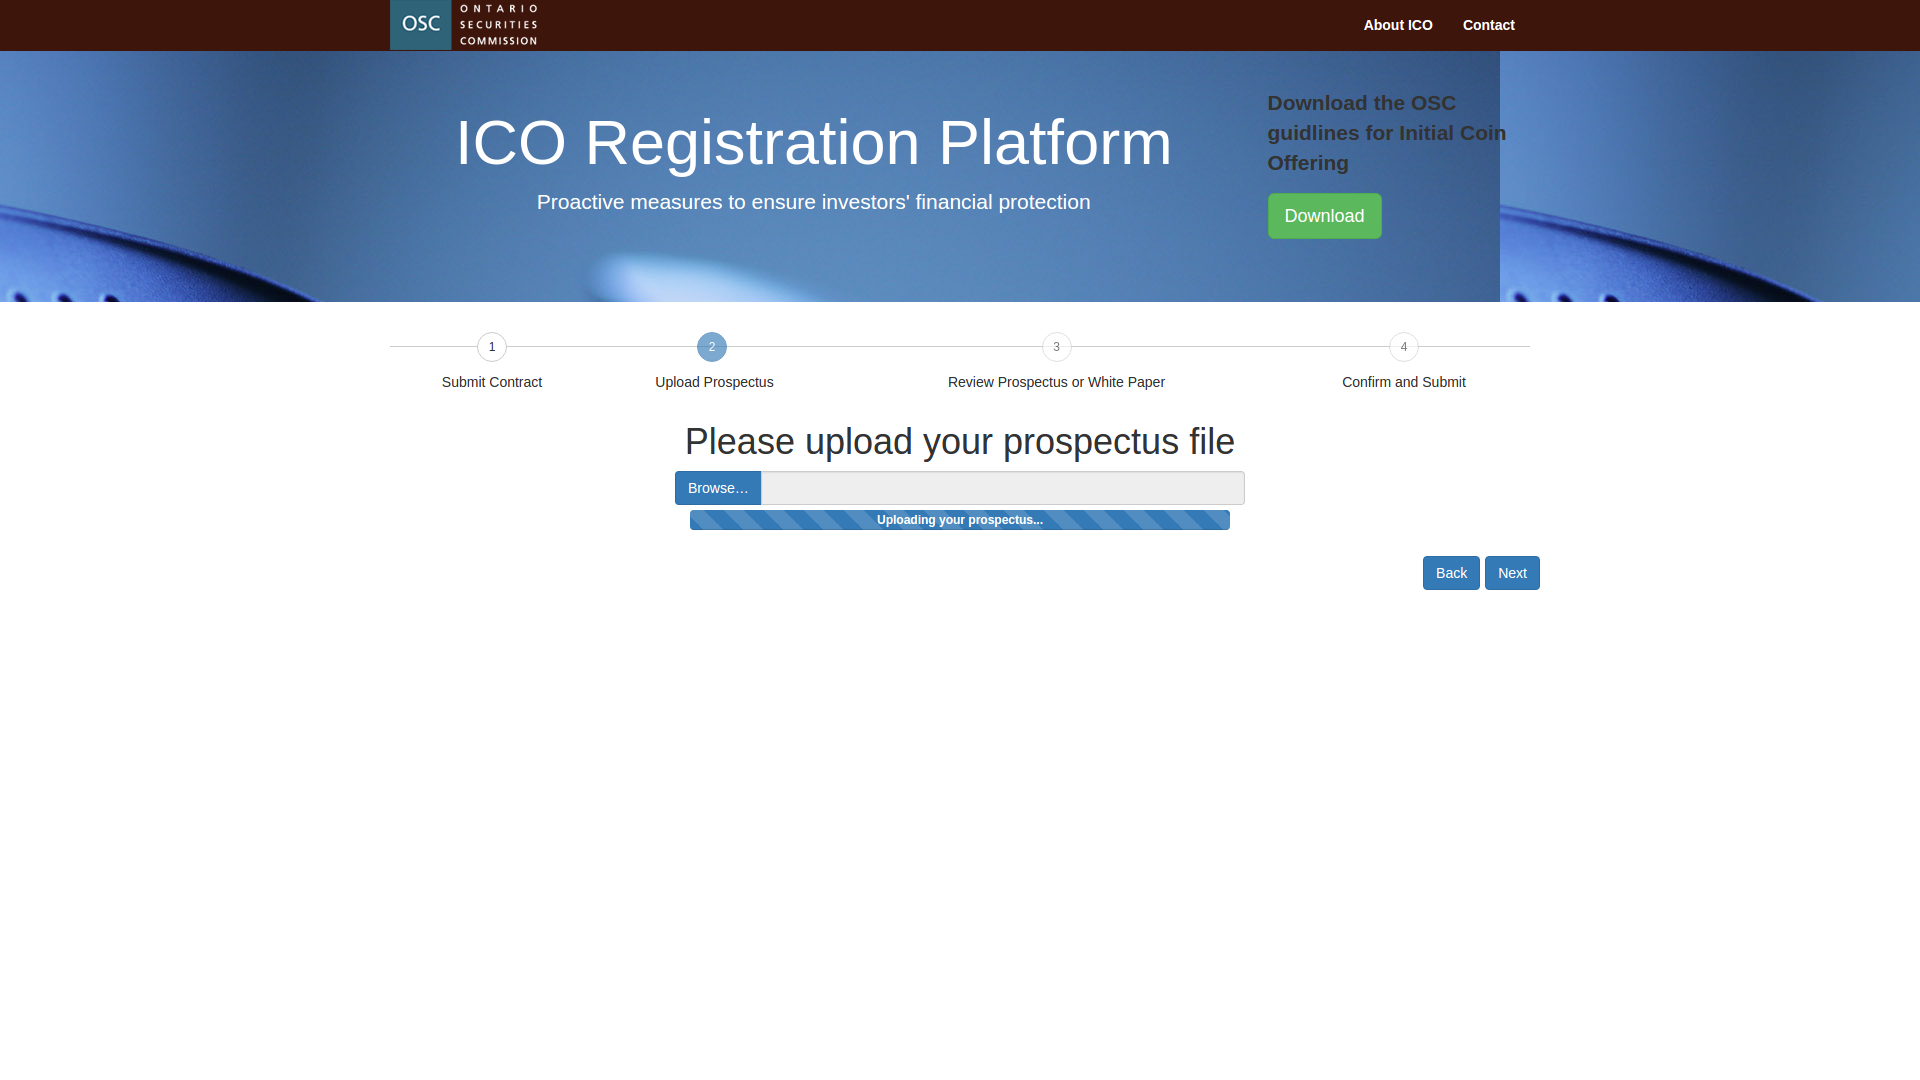 OSC
ONTARIO
SECURITIES
COMMISSION
About ICO
Contact
ICO Registration Platform
Proactive measures to ensure investors' financial protection
Download the OSC
guidlines for Initial Coin
Offering
Download
1
2
3
4
Submit Contract
Upload Prospectus
Review Prospectus or White Paper
Confirm and Submit
Please upload your prospectus file
Browse…
Uploading your prospectus...
Back
Next